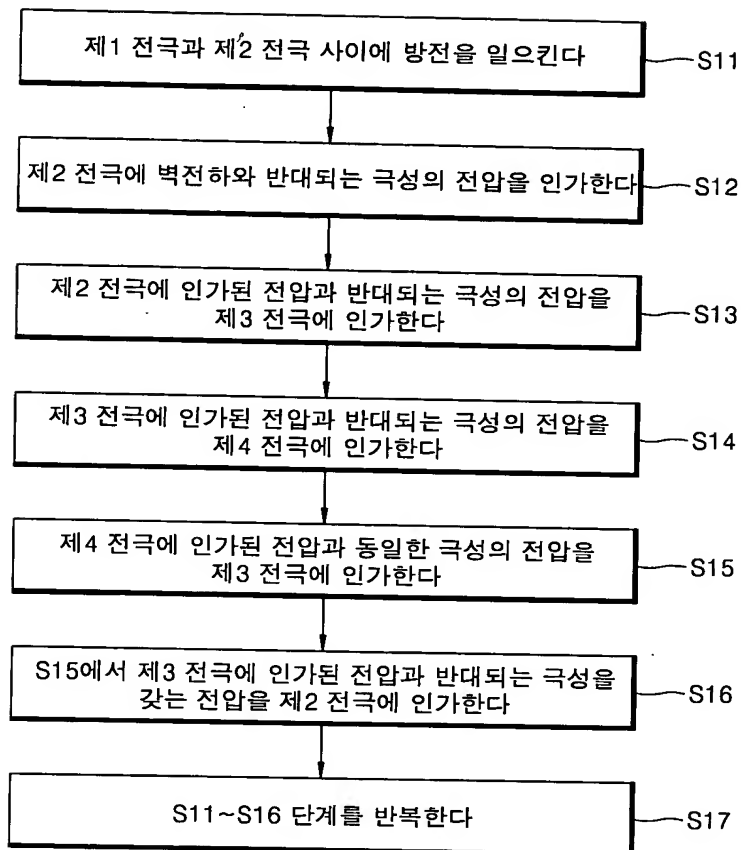 제1 전극과 제2 전극 사이에 방전을 일으킨다
S11
제2 전극에 벽전하와 반대되는 극성의 전압을 인가한다
S12
제2 전극에 인가된 전압과 반대되는 극성의 전압을
제3 전극에 인가한다
S13
제3 전극에 인가된 전압과 반대되는 극성의 전압을
제4 전극에 인가한다
S14
제4 전극에 인가된 전압과 동일한 극성의 전압을
제3 전극에 인가한다
S15
S15에서 제3 전극에 인가된 전압과 반대되는 극성을
갖는 전압을 제2 전극에 인가한다
S16
S11~S16 단계를 반복한다
S17